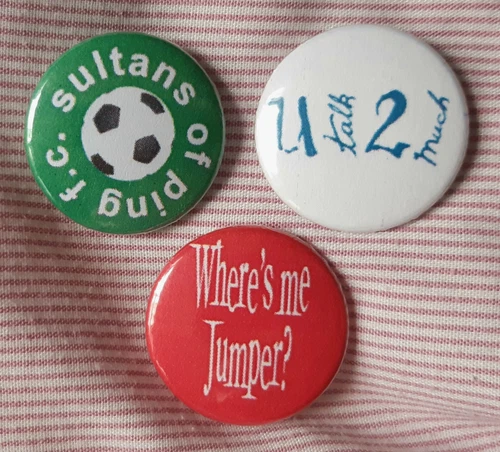 sultans of ping f.c.
U talk 2 much
Where's me
Jumper?